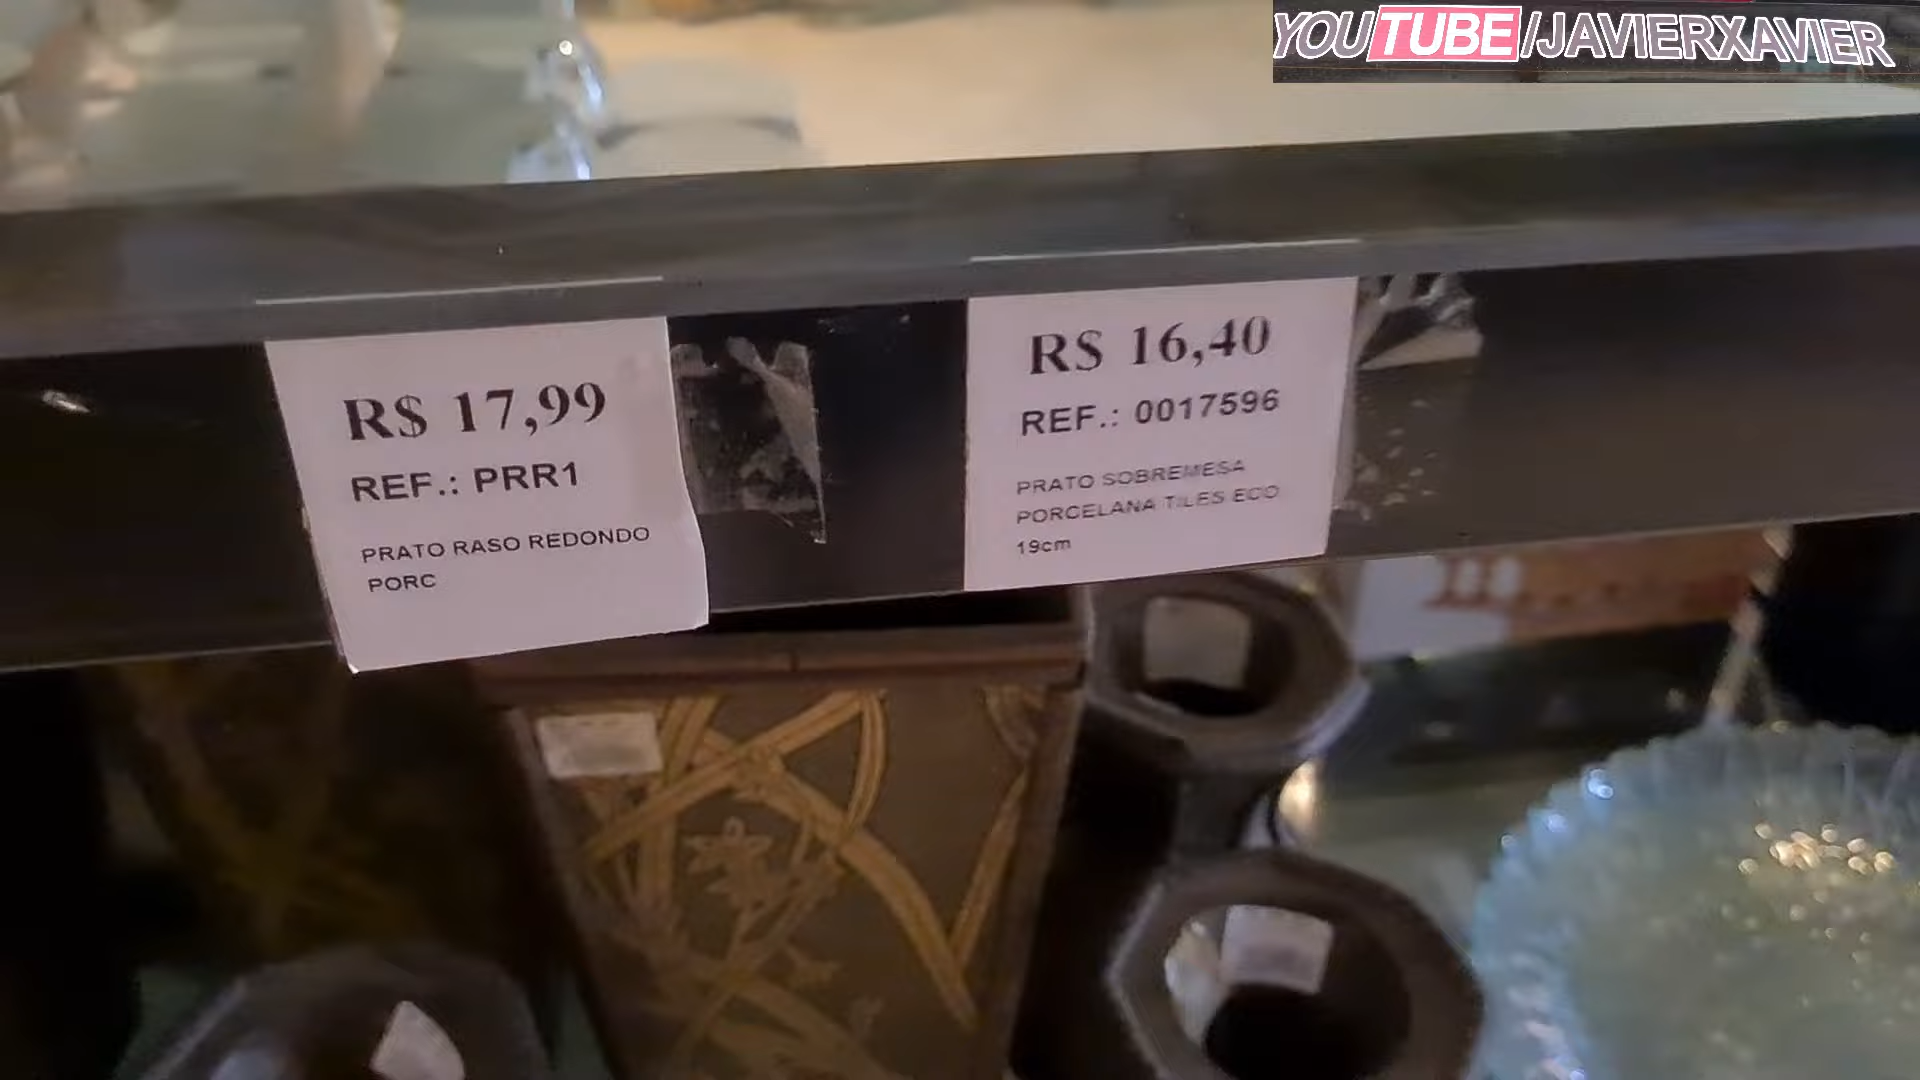 YOUTUBE/JAVIERXAVIER
R$ 17,99
REF.: PRR1
PRATO RASO REDONDO
PORC
R$ 16,40
REF.: 0017596
PRATO SOBREMESA
PORCELANA TILES ECO
19cm